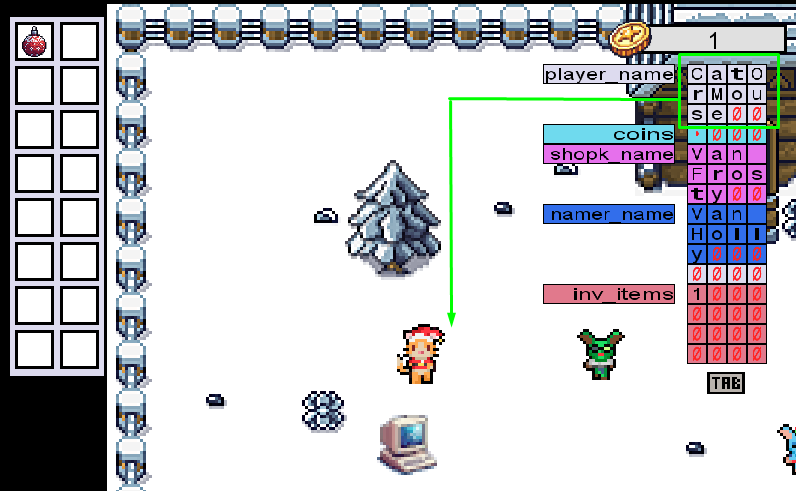 1
player_name C a t O
r M o u
s e 0 0
coins · 0 0 0
shopk_name V a n
F r o s
t y 0 0
namer_name V a n
H o l l
y 0 0 0
0 0 0 0
inv_items 1 0 0 0
0 0 0 0
0 0 0 0
0 0 0 0
TAB